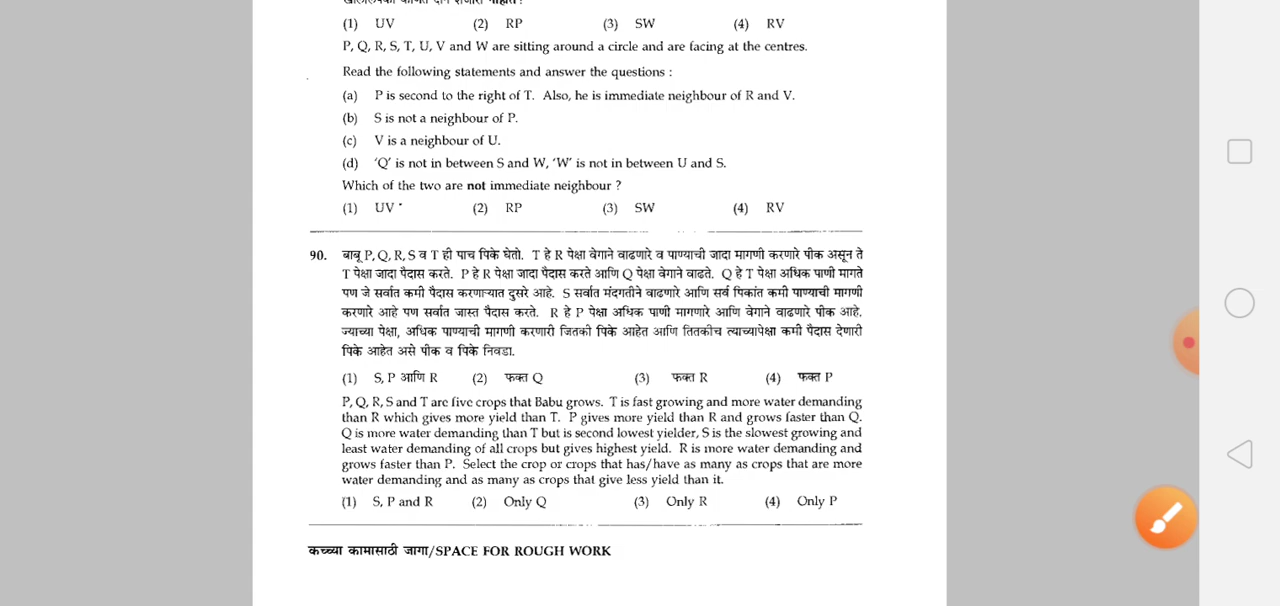 (1) UV (2) RP (3) SW (4) RV
P, Q, R, S, T, U, V and W are sitting around a circle and are facing at the centres.
Read the following statements and answer the questions :
(a) P is second to the right of T. Also, he is immediate neighbour of R and V.
(b) S is not a neighbour of P.
(c) V is a neighbour of U.
(d) 'Q' is not in between S and W, 'W' is not in between U and S.
Which of the two are not immediate neighbour ?
(1) UV (2) RP (3) SW (4) RV
90. बाबू P, Q, R, S व T ही पाच पिके घेतो. T हे R पेक्षा वेगाने वाढणारे व पाण्याची जादा मागणी करणारे पीक असून ते
T पेक्षा जादा पैदास करते. P हे R पेक्षा जादा पैदास करते आणि Q पेक्षा वेगाने वाढते. Q हे T पेक्षा अधिक पाणी मागते
पण जे सर्वात कमी पैदास करणाऱ्यात दुसरे आहे. S सर्वात मंदगतीने वाढणारे आणि सर्व पिकांत कमी पाण्याची मागणी
करणारे आहे पण सर्वात जास्त पैदास करते. R हे P पेक्षा अधिक पाणी मागणारे आणि वेगाने वाढणारे पीक आहे.
ज्याच्या पेक्षा, अधिक पाण्याची मागणी करणारी जितकी पिके आहेत आणि तितकीच त्याच्यापेक्षा कमी पैदास देणारी
पिके आहेत असे पीक व पिके निवडा.
(1) S, P आणि R (2) फक्त Q (3) फक्त R (4) फक्त P
P, Q, R, S and T are five crops that Babu grows. T is fast growing and more water demanding
than R which gives more yield than T. P gives more yield than R and grows faster than Q.
Q is more water demanding than T but is second lowest yielder, S is the slowest growing and
least water demanding of all crops but gives highest yield. R is more water demanding and
grows faster than P. Select the crop or crops that has/have as many as crops that are more
water demanding and as many as crops that give less yield than it.
(1) S, P and R (2) Only Q (3) Only R (4) Only P
कच्च्या कामासाठी जागा/SPACE FOR ROUGH WORK